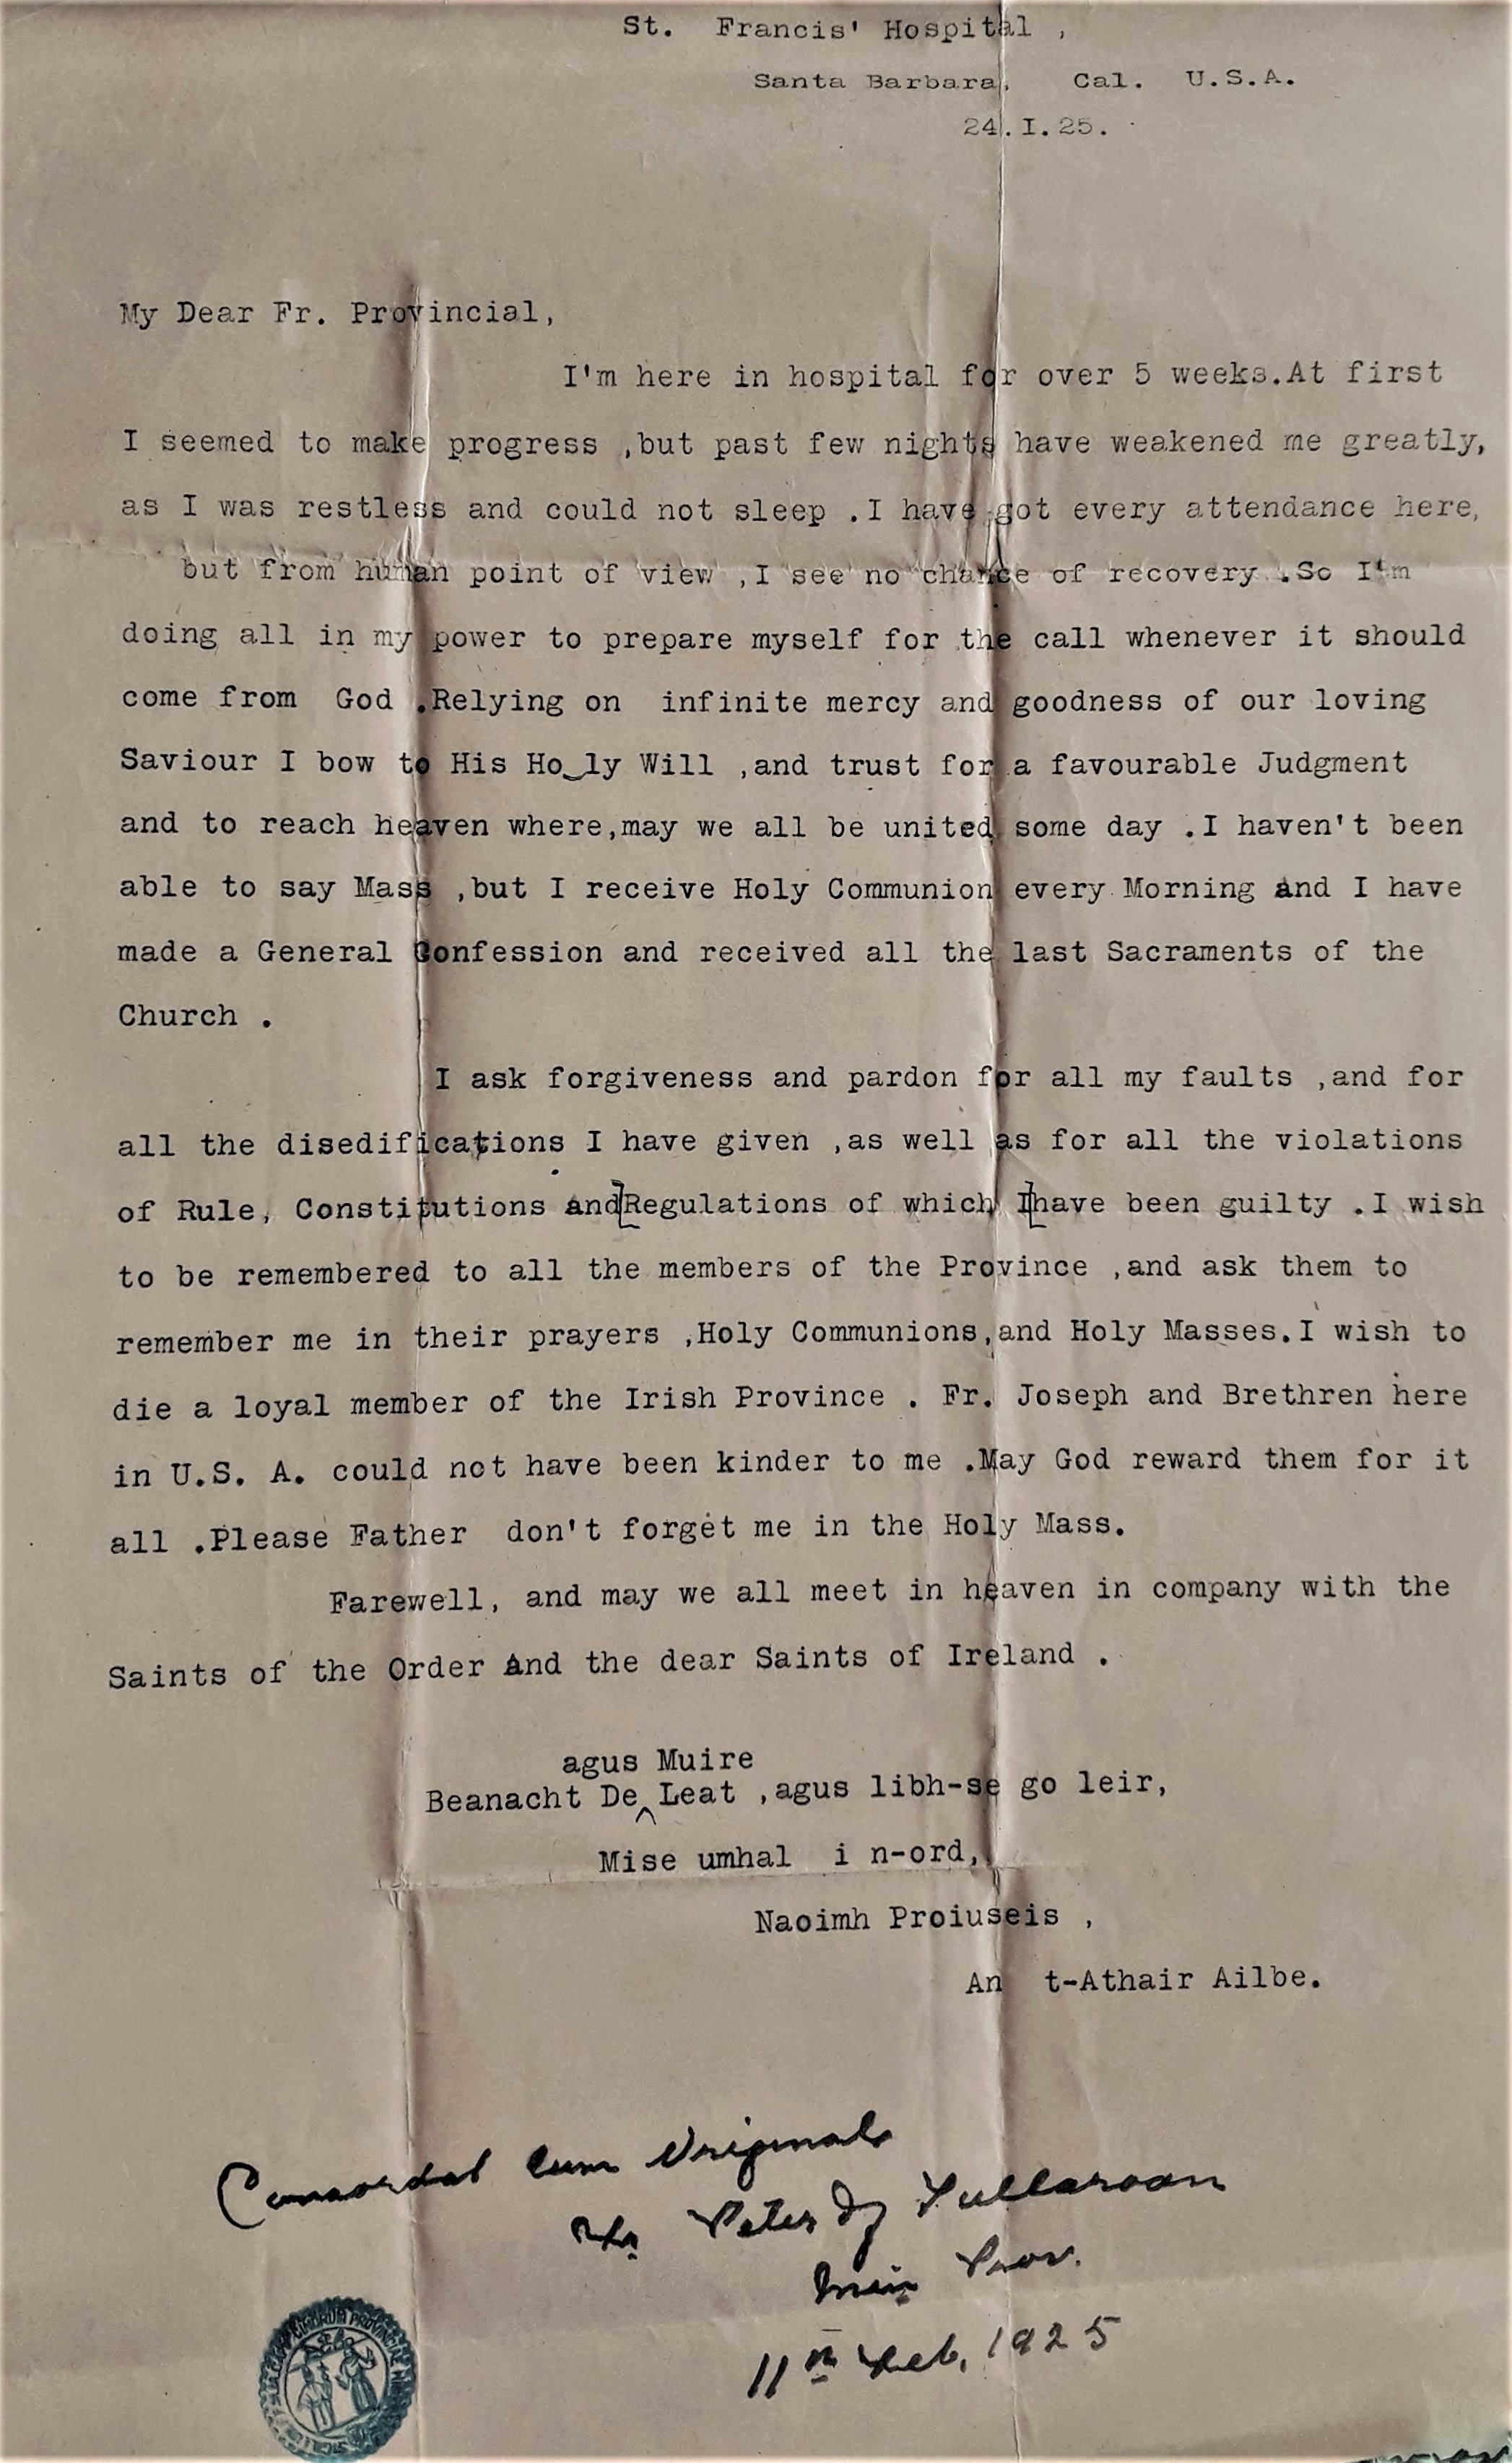 St. Francis' Hospital ,
Santa Barbara, Cal. U.S.A.
24.I.25.
My Dear Fr. Provincial,
I'm here in hospital for over 5 weeks.At first
I seemed to make progress ,but past few nights have weakened me greatly,
as I was restless and could not sleep .I have got every attendance here,
but from human point of view ,I see no chance of recovery .So I'm
doing all in my power to prepare myself for the call whenever it should
come from God .Relying on infinite mercy and goodness of our loving
Saviour I bow to His Holy Will ,and trust for a favourable Judgment
and to reach heaven where,may we all be united some day .I haven't been
able to say Mass ,but I receive Holy Communion every Morning and I have
made a General Confession and received all the last Sacraments of the
Church .
I ask forgiveness and pardon for all my faults ,and for
all the disedifications I have given ,as well as for all the violations
of Rule, Constitutions and[Regulations of which I[have been guilty .I wish
to be remembered to all the members of the Province ,and ask them to
remember me in their prayers ,Holy Communions,and Holy Masses.I wish to
die a loyal member of the Irish Province . Fr. Joseph and Brethren here
in U.S. A. could not have been kinder to me .May God reward them for it
all .Please Father don't forget me in the Holy Mass.
Farewell, and may we all meet in heaven in company with the
Saints of the Order And the dear Saints of Ireland .
agus Muire
Beanacht De‸Leat ,agus libh-se go leir,
Mise umhal i n-ord,
Naoimh Proiuseis ,
An t-Athair Ailbe.
Concordat cum Originale
Fr. Peter Tullaroan
Min Prov.
11th Feb, 1925